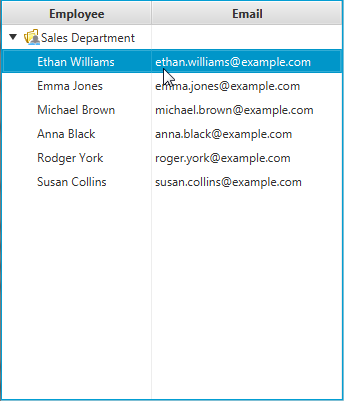 Employee Email
Sales Department
Ethan Williams ethan.williams@example.com
Emma Jones emma.jones@example.com
Michael Brown michael.brown@example.com
Anna Black anna.black@example.com
Rodger York roger.york@example.com
Susan Collins susan.collins@example.com